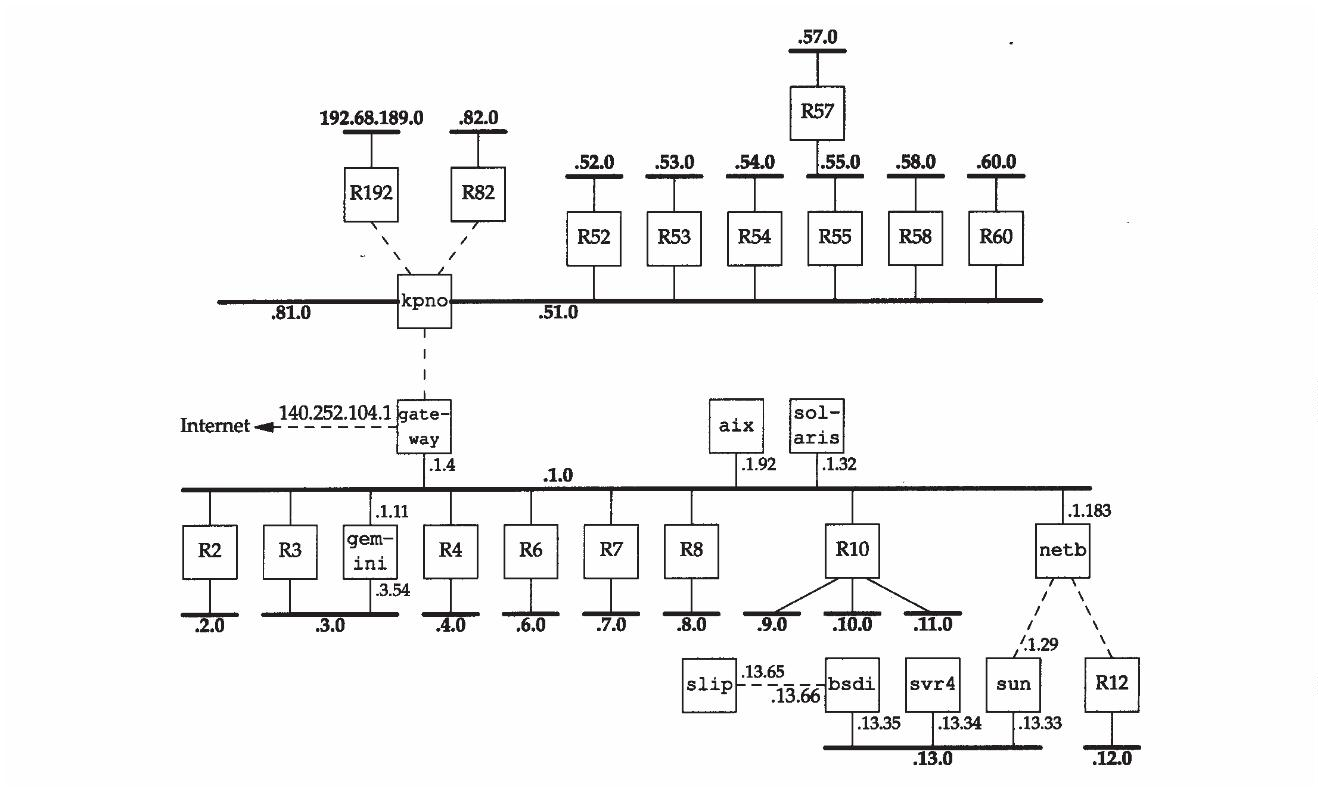 .57.0
R57
192.68.189.0
.82.0
R192
R82
.52.0
.53.0
.54.0
.55.0
.58.0
.60.0
R52
R53
R54
R55
R58
R60
kpno
.81.0
.51.0
Internet
140.252.104.1
gate-
way
.1.4
aix
.1.92
sol-
aris
.1.32
.1.0
R2
R3
.1.11
gem-
ini
.3.54
R4
R6
R7
R8
R10
.1.183
netb
.2.0
.3.0
.4.0
.6.0
.7.0
.8.0
.9.0
.10.0
.11.0
.1.29
slip
.13.65
.13.66
bsdi
svr4
sun
R12
.13.35
.13.34
.13.33
.13.0
.12.0